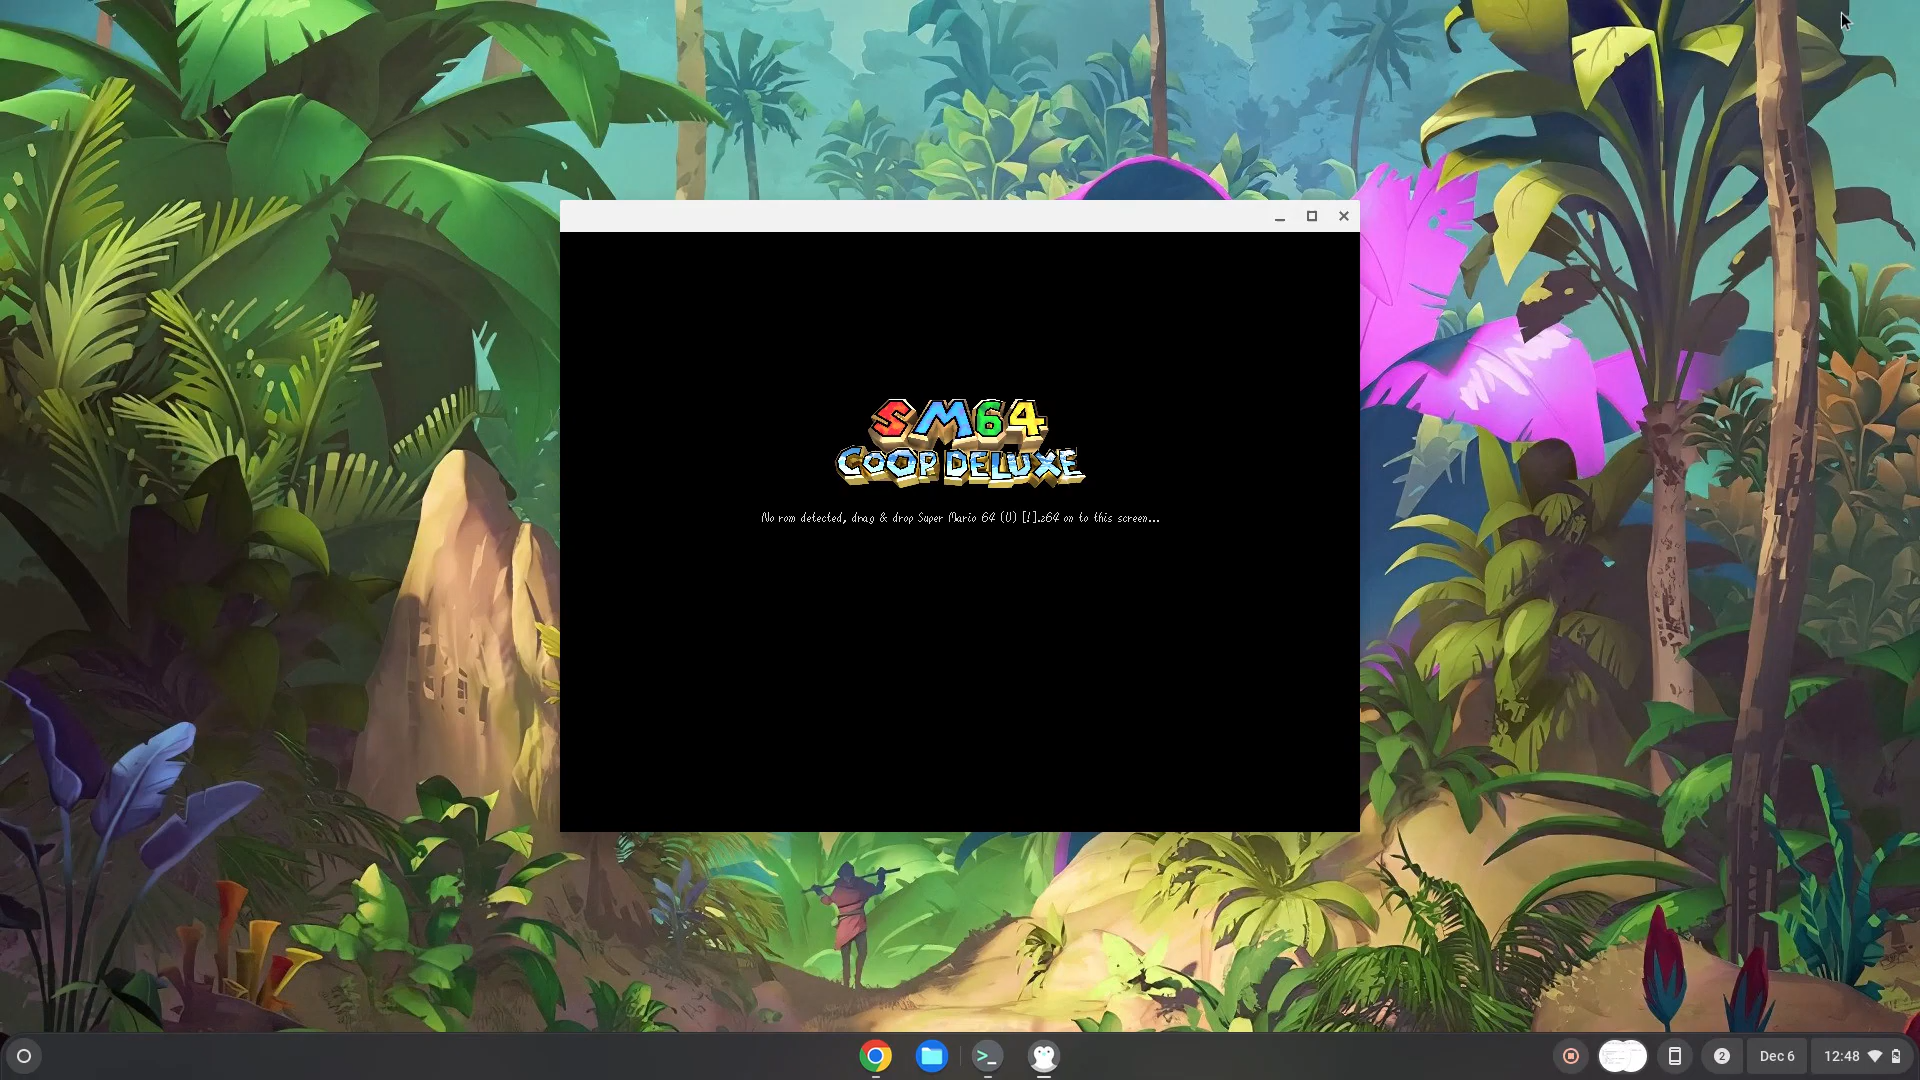 SM64
COOP DELUXE
No rom detected, drag & drop Super Mario 64 (U) [!].z64 on to this screen...
2
Dec 6
12:48